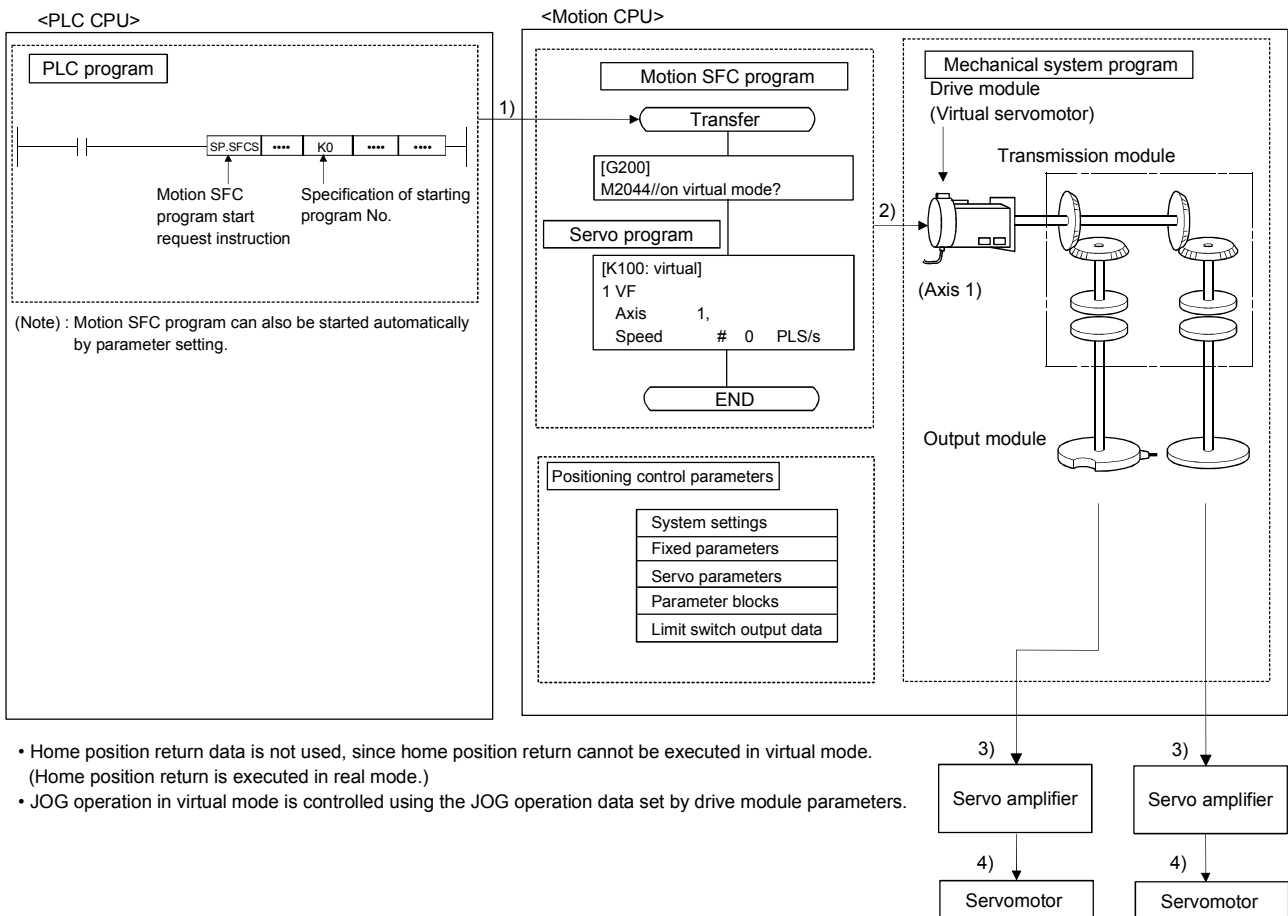 <PLC CPU>
PLC program
SP.SFCS •••• K0 •••• ••••
Motion SFC
program start
request instruction
Specification of starting
program No.
(Note) : Motion SFC program can also be started automatically
by parameter setting.
1)
<Motion CPU>
Motion SFC program
Transfer
[G200]
M2044//on virtual mode?
Servo program
[K100: virtual]
1 VF
Axis 1,
Speed # 0 PLS/s
END
2)
Positioning control parameters
System settings
Fixed parameters
Servo parameters
Parameter blocks
Limit switch output data
Mechanical system program
Drive module
(Virtual servomotor)
Transmission module
(Axis 1)
Output module
3)
3)
Servo amplifier
Servo amplifier
4)
4)
Servomotor
Servomotor
• Home position return data is not used, since home position return cannot be executed in virtual mode.
(Home position return is executed in real mode.)
• JOG operation in virtual mode is controlled using the JOG operation data set by drive module parameters.